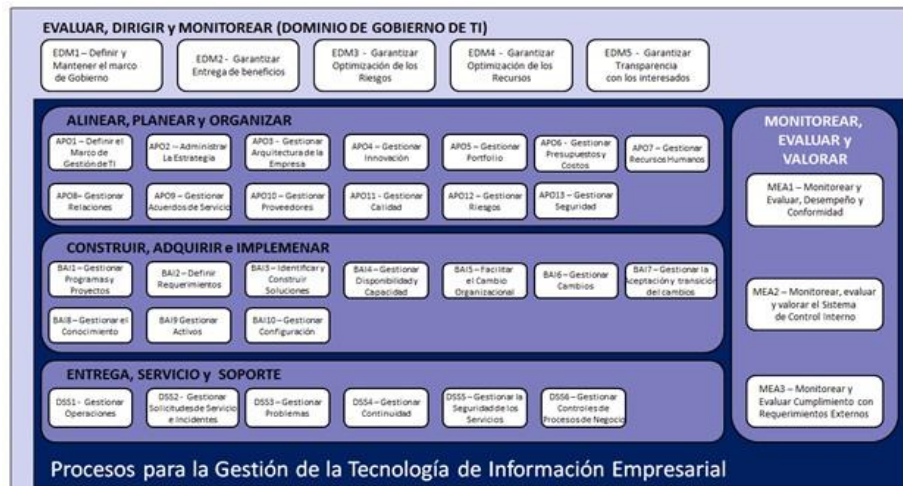 EVALUAR, DIRIGIR y MONITOREAR (DOMINIO DE GOBIERNO DE TI)
EDM1 – Definir y
Mantener el marco
de Gobierno
EDM2 - Garantizar
Entrega de beneficios
EDM3 - Garantizar
Optimización de los
Riesgos
EDM4 - Garantizar
Optimización de los
Recursos
EDM5 - Garantizar
Transparencia
con los interesados
ALINEAR, PLANEAR y ORGANIZAR
APO1 – Definir el
Marco de
Gestión de TI
APO2 – Administrar
La Estrategia
APO3 - Gestionar
Arquitectura de la
Empresa
APO4 – Gestionar
Innovación
APO5 – Gestionar
Portfolio
APO6 - Gestionar
Presupuestos y
Costos
APO7 – Gestionar
Recursos Humanos
APO8– Gestionar
Relaciones
APO9 – Gestionar
Acuerdos de Servicio
APO10 – Gestionar
Proveedores
APO11 - Gestionar
Calidad
APO12 – Gestionar
Riesgos
APO13 – Gestionar
Seguridad
CONSTRUIR, ADQUIRIR e IMPLEMENAR
BAI1 – Gestionar
Programas y
Proyectos
BAI2 – Definir
Requerimientos
BAI3 – Identificar y
Construir
Soluciones
BAI4 – Gestionar
Disponibilidad y
Capacidad
BAI5 – Facilitar
el Cambio
Organizacional
BAI6 – Gestionar
Cambios
BAI7 – Gestionar la
Aceptación y transición
del cambios
BAI8 – Gestionar el
Conocimiento
BAI9 Gestionar
Activos
BAI10 – Gestionar
Configuración
ENTREGA, SERVICIO y SOPORTE
DSS1 - Gestionar
Operaciones
DSS2 - Gestionar
Solicitudes de Servicio
e Incidentes
DSS3 – Gestionar
Problemas
DSS4 – Gestionar
Continuidad
DSS5 – Gestionar la
Seguridad de los
Servicios
DSS6 – Gestionar
Controles de
Procesos de Negocio
MONITOREAR,
EVALUAR y
VALORAR
MEA1 – Monitorear y
Evaluar, Desempeño y
Conformidad
MEA2 – Monitorear, evaluar
y valorar el Sistema
de Control Interno
MEA3 – Monitorear y
Evaluar Cumplimiento con
Requerimientos Externos
Procesos para la Gestión de la Tecnología de Información Empresarial